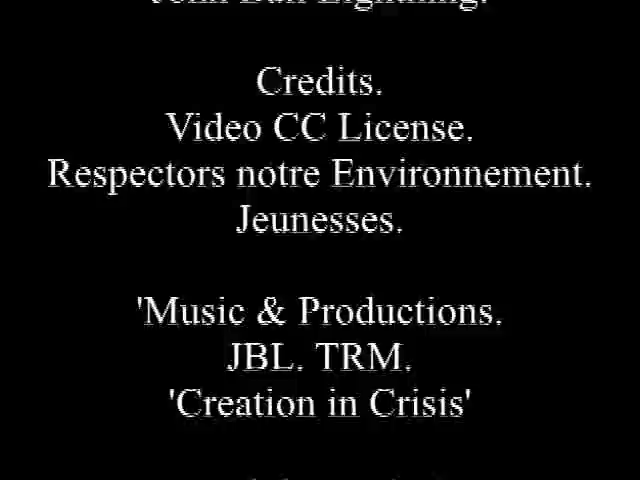 Credits.
Video CC License.
Respectors notre Environnement.
Jeunesses.
'Music & Productions.
JBL. TRM.
'Creation in Crisis'